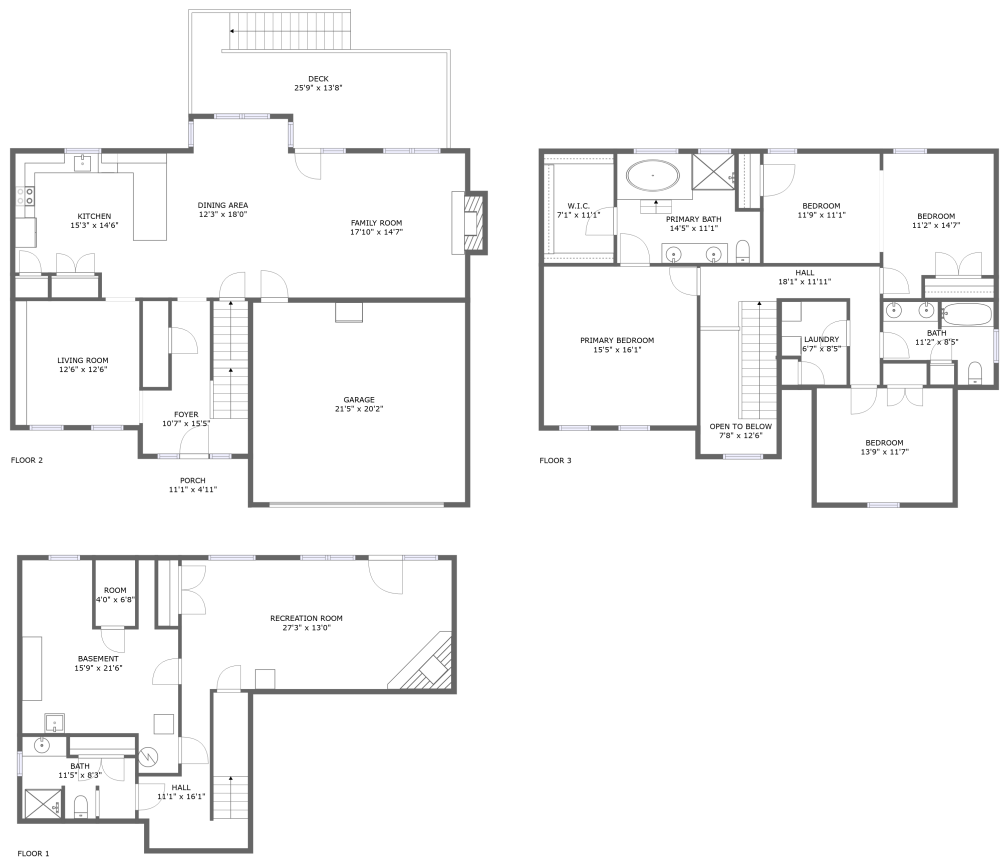 DECK
25'9" x 13'8"
KITCHEN
15'3" x 14'6"
DINING AREA
12'3" x 18'0"
FAMILY ROOM
17'10" x 14'7"
LIVING ROOM
12'6" x 12'6"
FOYER
10'7" x 15'5"
GARAGE
21'5" x 20'2"
PORCH
11'1" x 4'11"
FLOOR 2
W.I.C.
7'1" x 11'1"
PRIMARY BATH
14'5" x 11'1"
BEDROOM
11'9" x 11'1"
BEDROOM
11'2" x 14'7"
HALL
18'1" x 11'11"
PRIMARY BEDROOM
15'5" x 16'1"
LAUNDRY
6'7" x 8'5"
BATH
11'2" x 8'5"
OPEN TO BELOW
7'8" x 12'6"
BEDROOM
13'9" x 11'7"
FLOOR 3
ROOM
4'0" x 6'8"
RECREATION ROOM
27'3" x 13'0"
BASEMENT
15'9" x 21'6"
BATH
11'5" x 8'3"
HALL
11'1" x 16'1"
FLOOR 1